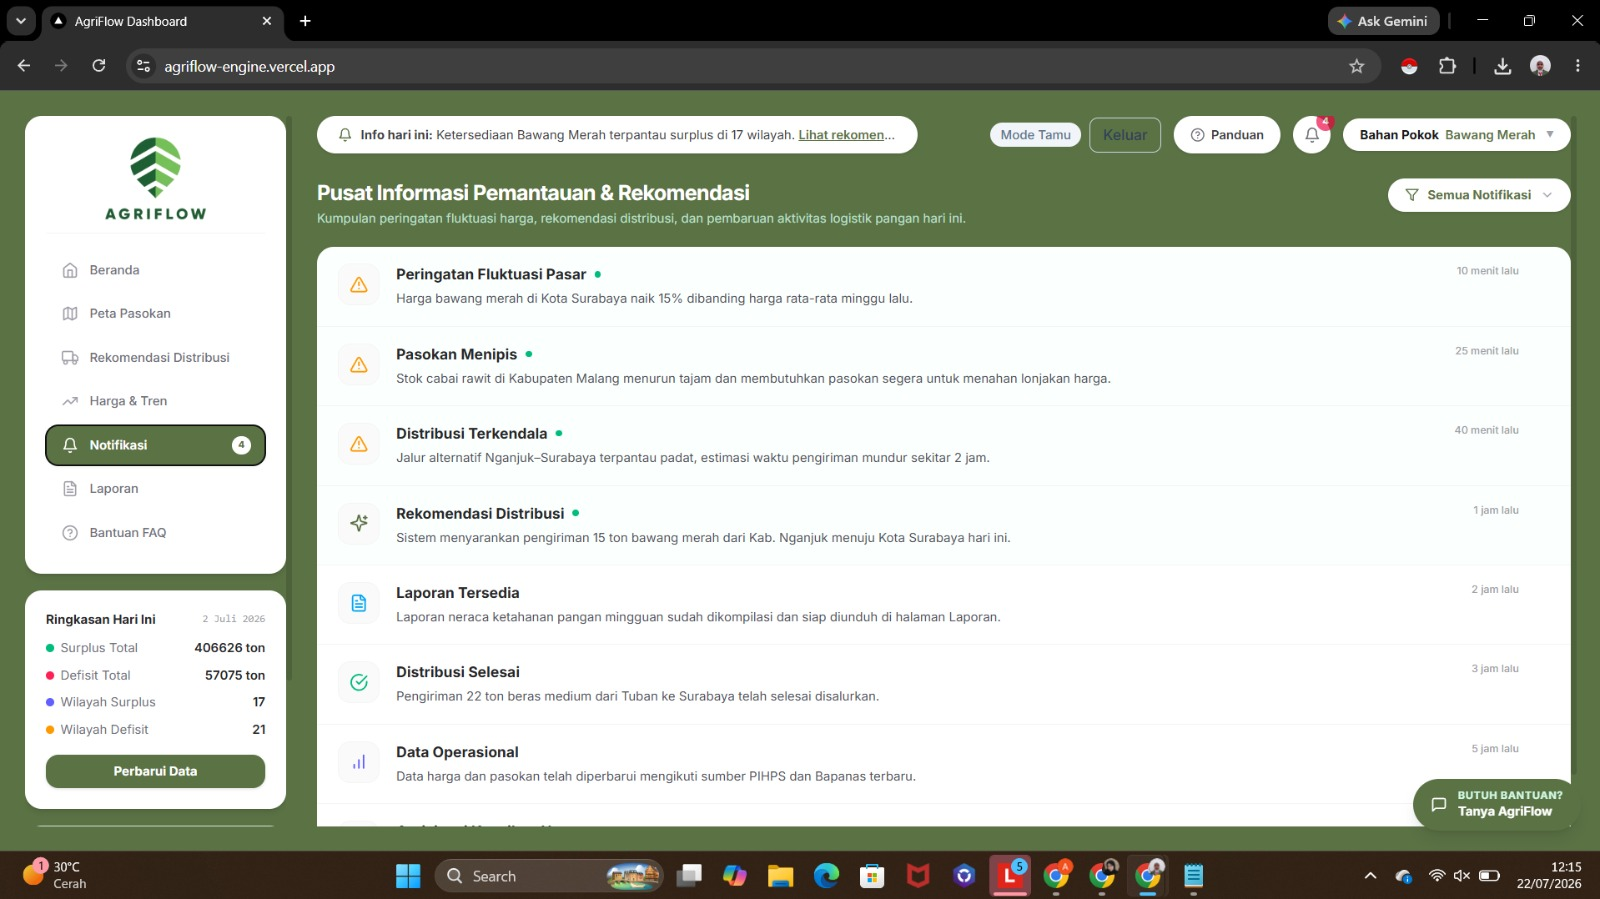 AgriFlow Dashboard
Ask Gemini
agriflow-engine.vercel.app
AGRIFLOW
Beranda
Peta Pasokan
Rekomendasi Distribusi
Harga & Tren
Notifikasi 4
Laporan
Bantuan FAQ
Ringkasan Hari Ini 2 Juli 2026
Surplus Total 406626 ton
Defisit Total 57075 ton
Wilayah Surplus 17
Wilayah Defisit 21
Perbarui Data
Info hari ini: Ketersediaan Bawang Merah terpantau surplus di 17 wilayah. Lihat rekomen...
Mode Tamu
Keluar
Panduan
4
Bahan Pokok Bawang Merah
Pusat Informasi Pemantauan & Rekomendasi
Kumpulan peringatan fluktuasi harga, rekomendasi distribusi, dan pembaruan aktivitas logistik pangan hari ini.
Semua Notifikasi
Peringatan Fluktuasi Pasar
10 menit lalu
Harga bawang merah di Kota Surabaya naik 15% dibanding harga rata-rata minggu lalu.
Pasokan Menipis
25 menit lalu
Stok cabai rawit di Kabupaten Malang menurun tajam dan membutuhkan pasokan segera untuk menahan lonjakan harga.
Distribusi Terkendala
40 menit lalu
Jalur alternatif Nganjuk–Surabaya terpantau padat, estimasi waktu pengiriman mundur sekitar 2 jam.
Rekomendasi Distribusi
1 jam lalu
Sistem menyarankan pengiriman 15 ton bawang merah dari Kab. Nganjuk menuju Kota Surabaya hari ini.
Laporan Tersedia
2 jam lalu
Laporan neraca ketahanan pangan mingguan sudah dikompilasi dan siap diunduh di halaman Laporan.
Distribusi Selesai
3 jam lalu
Pengiriman 22 ton beras medium dari Tuban ke Surabaya telah selesai disalurkan.
Data Operasional
5 jam lalu
Data harga dan pasokan telah diperbarui mengikuti sumber PIHPS dan Bapanas terbaru.
BUTUH BANTUAN?
Tanya AgriFlow
1
30°C
Cerah
Search
L 5
A
12:15
22/07/2026